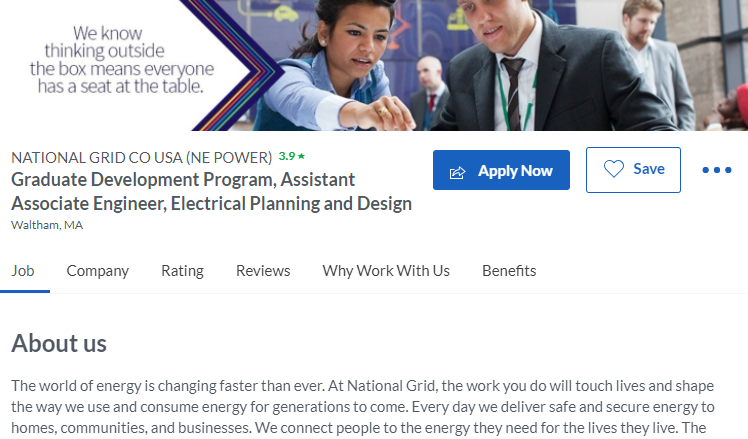 We know
thinking outside
the box means everyone
has a seat at the table.
NATIONAL GRID CO USA (NE POWER) 3.9 ★
Graduate Development Program, Assistant
Associate Engineer, Electrical Planning and Design
Waltham, MA
Apply Now
Save
Job Company Rating Reviews Why Work With Us Benefits
About us
The world of energy is changing faster than ever. At National Grid, the work you do will touch lives and shape
the way we use and consume energy for generations to come. Every day we deliver safe and secure energy to
homes, communities, and businesses. We connect people to the energy they need for the lives they live. The